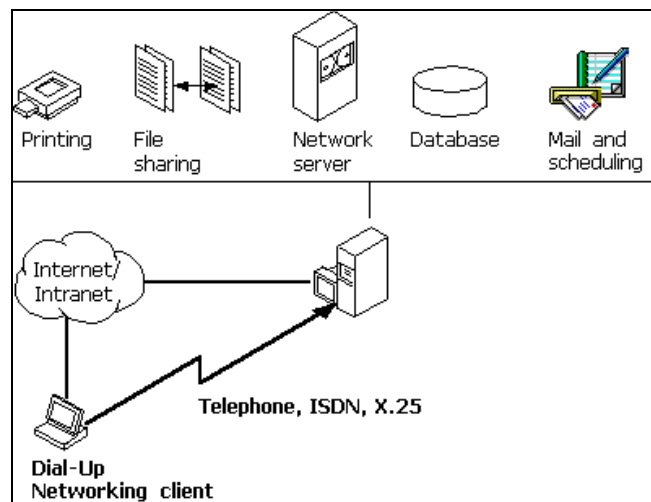 Printing
File
sharing
Network
server
Database
Mail and
scheduling
Internet/
Intranet
Telephone, ISDN, X.25
Dial-Up
Networking client